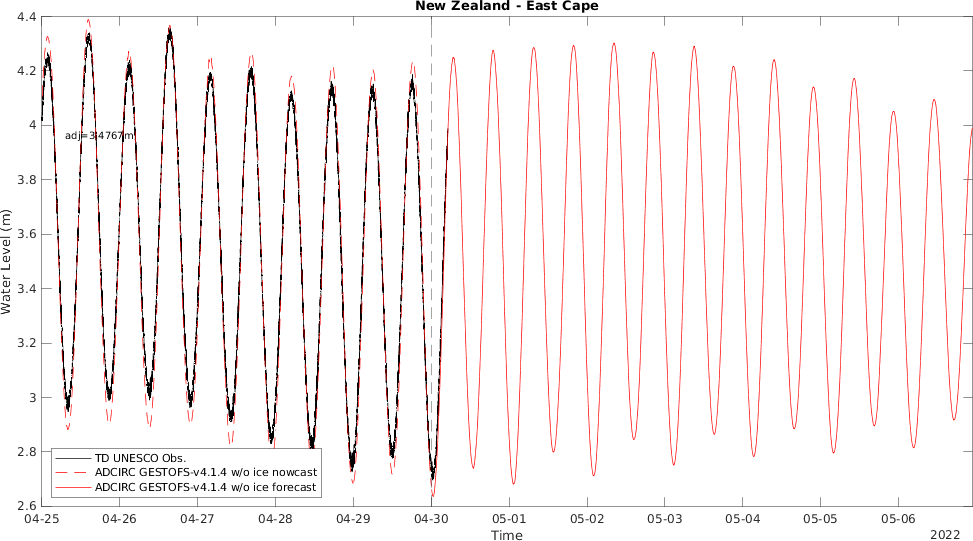 New Zealand - East Cape
4.4
4.2
4
3.8
3.6
3.4
3.2
3
2.8
2.6
Water Level (m)
adj=3.4767m
TD UNESCO Obs.
ADCIRC GESTOFS-v4.1.4 w/o ice nowcast
ADCIRC GESTOFS-v4.1.4 w/o ice forecast
04-25 04-26 04-27 04-28 04-29 04-30 05-01 05-02 05-03 05-04 05-05 05-06
Time
2022